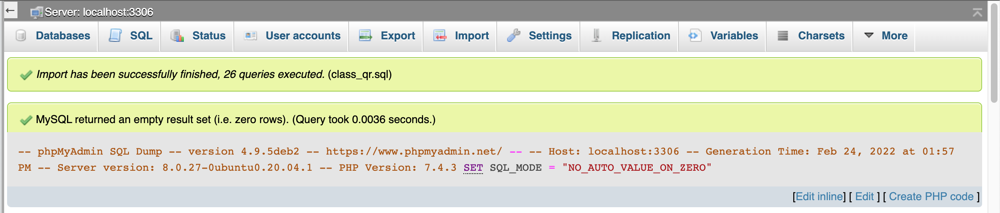 Server: localhost:3306
Databases SQL Status User accounts Export Import Settings Replication Variables Charsets More
Import has been successfully finished, 26 queries executed. (class_qr.sql)
MySQL returned an empty result set (i.e. zero rows). (Query took 0.0036 seconds.)
-- phpMyAdmin SQL Dump -- version 4.9.5deb2 -- https://www.phpmyadmin.net/ -- -- Host: localhost:3306 -- Generation Time: Feb 24, 2022 at 01:57
PM -- Server version: 8.0.27-0ubuntu0.20.04.1 -- PHP Version: 7.4.3 SET SQL_MODE = "NO_AUTO_VALUE_ON_ZERO"
[Edit inline] [ Edit ] [ Create PHP code ]